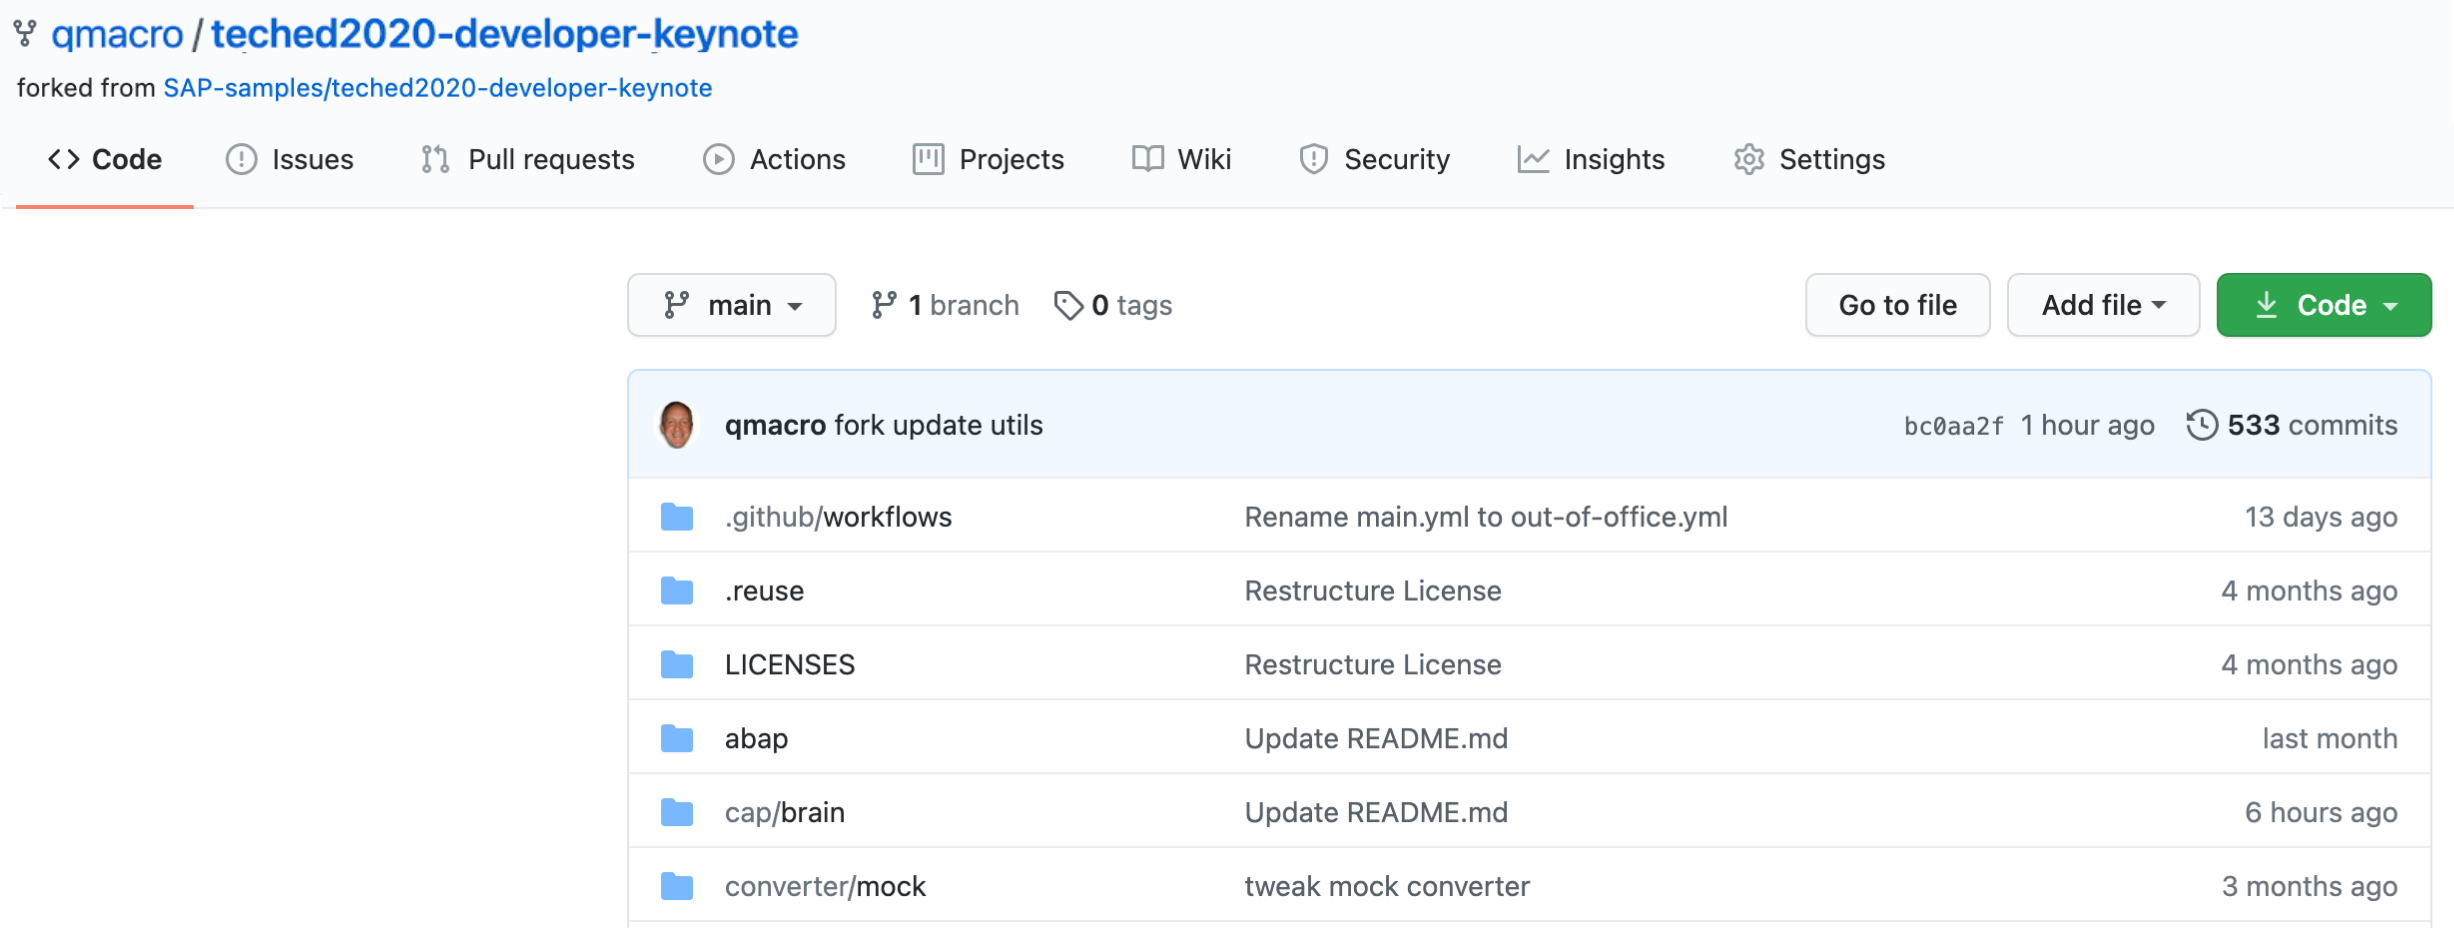 qmacro / teched2020-developer-keynote
forked from SAP-samples/teched2020-developer-keynote
Code Issues Pull requests Actions Projects Wiki Security Insights Settings
main 1 branch 0 tags Go to file Add file Code
qmacro fork update utils bc0aa2f 1 hour ago 533 commits
.github/workflows Rename main.yml to out-of-office.yml 13 days ago
.reuse Restructure License 4 months ago
LICENSES Restructure License 4 months ago
abap Update README.md last month
cap/brain Update README.md 6 hours ago
converter/mock tweak mock converter 3 months ago